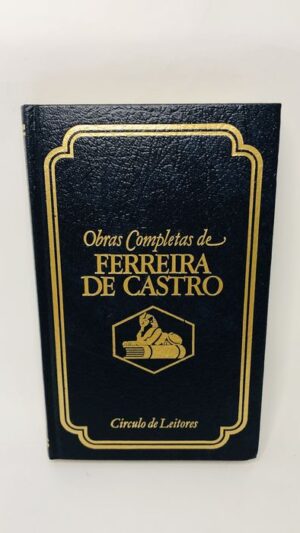 Obras Completas de
FERREIRA
DE CASTRO
Círculo de Leitores